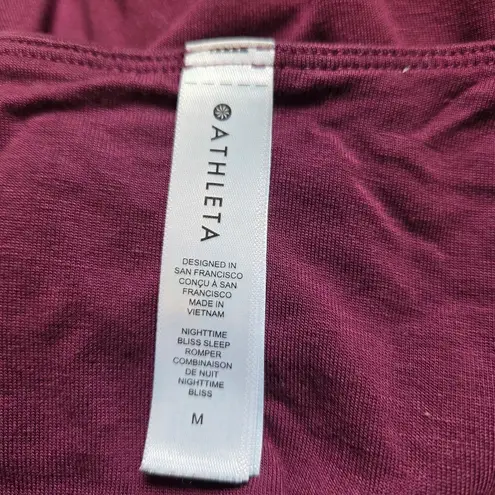 ATHLETA
DESIGNED IN
SAN FRANCISCO
CONÇU À SAN
FRANCISCO
MADE IN
VIETNAM
NIGHTTIME
BLISS SLEEP
ROMPER
COMBINAISON
DE NUIT
NIGHTTIME
BLISS
M